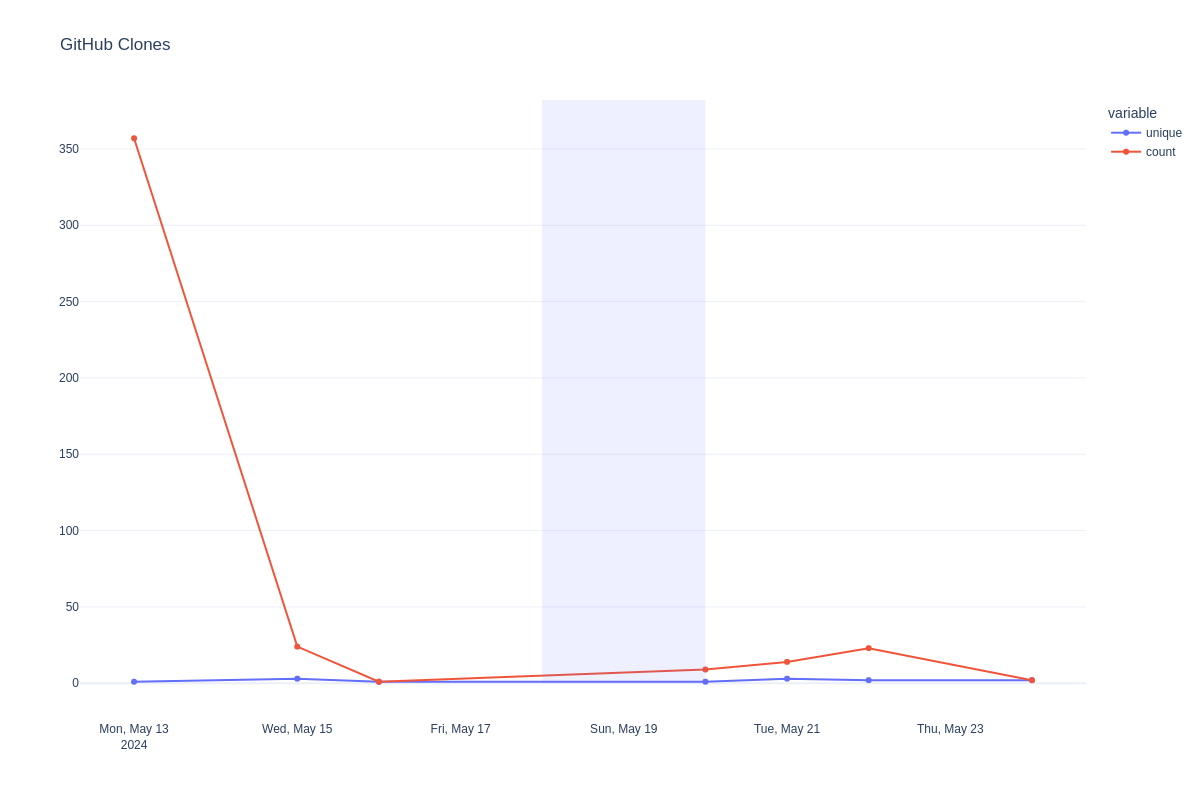 GitHub Clones
variable
unique
count
350
300
250
200
150
100
50
0
Mon, May 13
2024
Wed, May 15
Fri, May 17
Sun, May 19
Tue, May 21
Thu, May 23